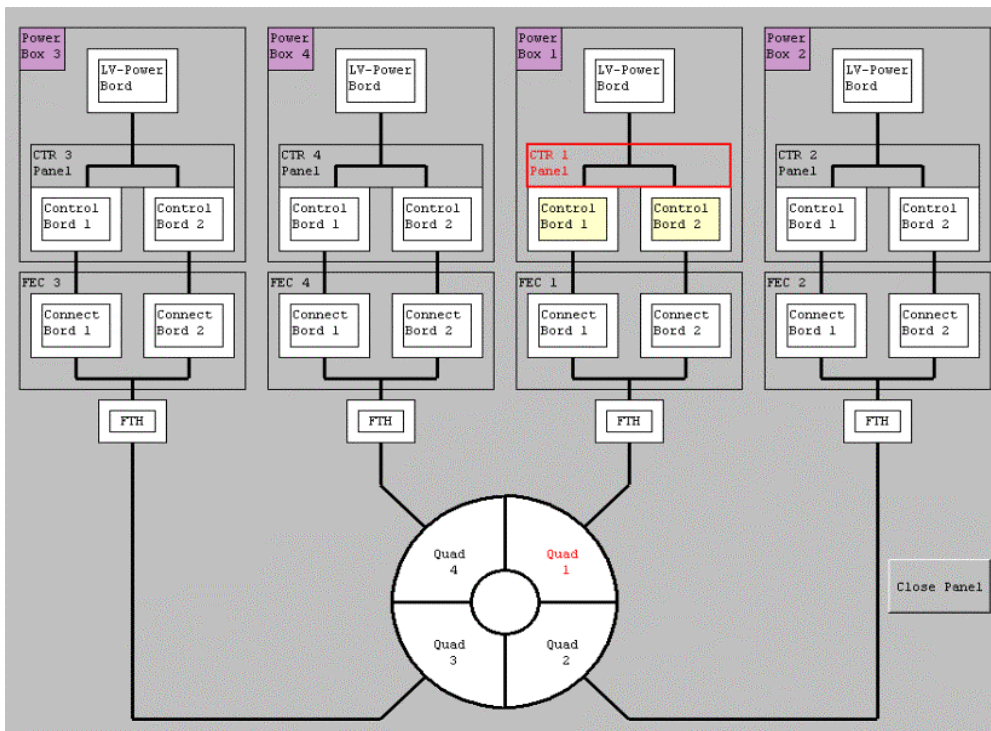 Power
Box 3
LV-Power
Bord
CTR 3
Panel
Control
Bord 1
Control
Bord 2
FEC 3
Connect
Bord 1
Connect
Bord 2
FTH
Power
Box 4
LV-Power
Bord
CTR 4
Panel
Control
Bord 1
Control
Bord 2
FEC 4
Connect
Bord 1
Connect
Bord 2
FTH
Power
Box 1
LV-Power
Bord
CTR 1
Panel
Control
Bord 1
Control
Bord 2
FEC 1
Connect
Bord 1
Connect
Bord 2
FTH
Power
Box 2
LV-Power
Bord
CTR 2
Panel
Control
Bord 1
Control
Bord 2
FEC 2
Connect
Bord 1
Connect
Bord 2
FTH
Quad
4
Quad
1
Quad
3
Quad
2
Close Panel